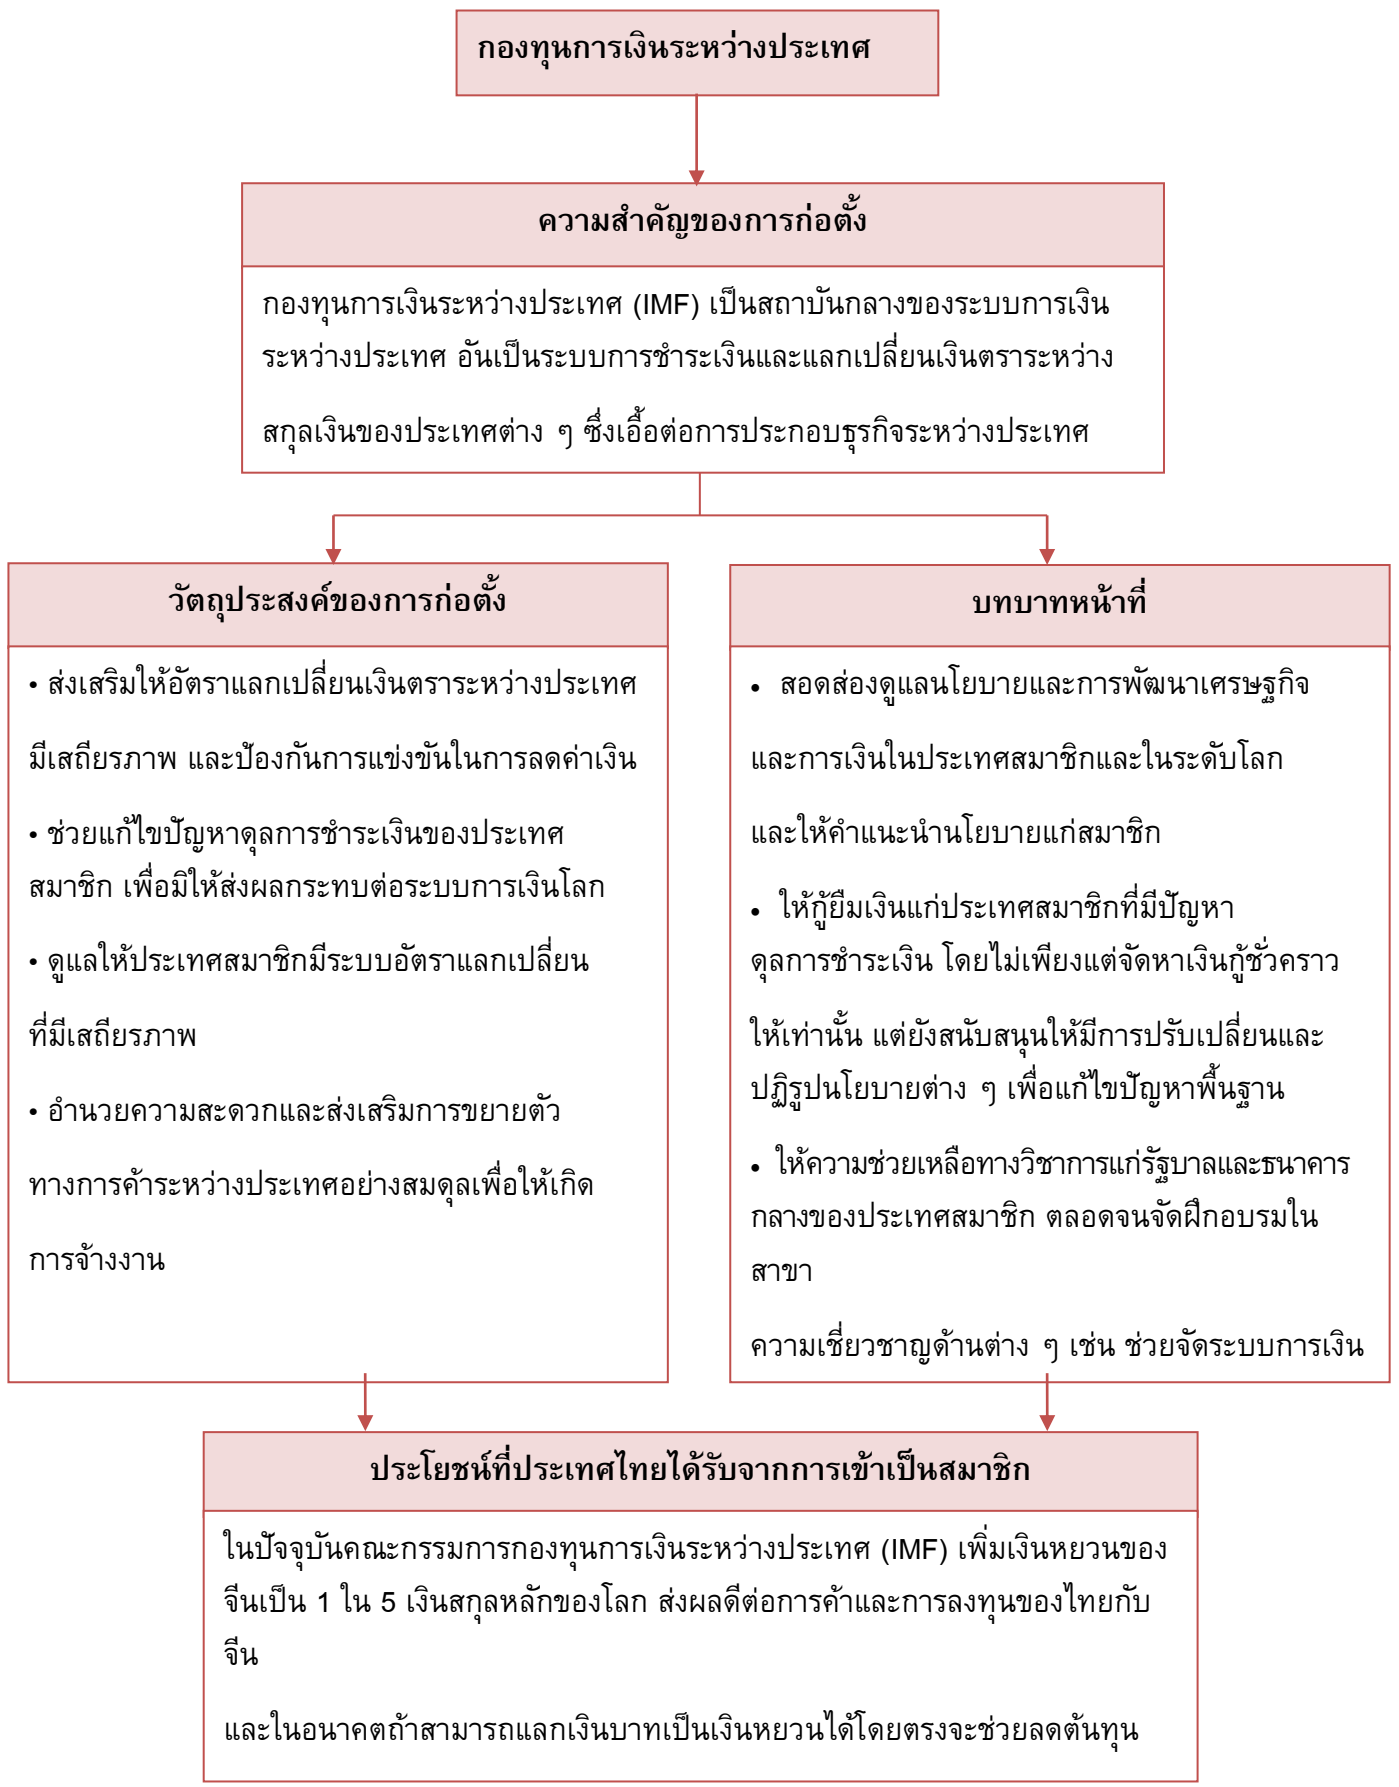 กองทุนการเงินระหว่างประเทศ
ความสำคัญของการก่อตั้ง
กองทุนการเงินระหว่างประเทศ (IMF) เป็นสถาบันกลางของระบบการเงิน
ระหว่างประเทศ อันเป็นระบบการชำระเงินและแลกเปลี่ยนเงินตราระหว่าง
สกุลเงินของประเทศต่าง ๆ ซึ่งเอื้อต่อการประกอบธุรกิจระหว่างประเทศ
วัตถุประสงค์ของการก่อตั้ง
• ส่งเสริมให้อัตราแลกเปลี่ยนเงินตราระหว่างประเทศ
มีเสถียรภาพ และป้องกันการแข่งขันในการลดค่าเงิน
• ช่วยแก้ไขปัญหาดุลการชำระเงินของประเทศ
สมาชิก เพื่อมิให้ส่งผลกระทบต่อระบบการเงินโลก
• ดูแลให้ประเทศสมาชิกมีระบบอัตราแลกเปลี่ยน
ที่มีเสถียรภาพ
• อำนวยความสะดวกและส่งเสริมการขยายตัว
ทางการค้าระหว่างประเทศอย่างสมดุลเพื่อให้เกิด
การจ้างงาน
บทบาทหน้าที่
• สอดส่องดูแลนโยบายและการพัฒนาเศรษฐกิจ
และการเงินในประเทศสมาชิกและในระดับโลก
และให้คำแนะนำนโยบายแก่สมาชิก
• ให้กู้ยืมเงินแก่ประเทศสมาชิกที่มีปัญหา
ดุลการชำระเงิน โดยไม่เพียงแต่จัดหาเงินกู้ชั่วคราว
ให้เท่านั้น แต่ยังสนับสนุนให้มีการปรับเปลี่ยนและ
ปฏิรูปนโยบายต่าง ๆ เพื่อแก้ไขปัญหาพื้นฐาน
• ให้ความช่วยเหลือทางวิชาการแก่รัฐบาลและธนาคาร
กลางของประเทศสมาชิก ตลอดจนจัดฝึกอบรมใน
สาขา
ความเชี่ยวชาญด้านต่าง ๆ เช่น ช่วยจัดระบบการเงิน
ประโยชน์ที่ประเทศไทยได้รับจากการเข้าเป็นสมาชิก
ในปัจจุบันคณะกรรมการกองทุนการเงินระหว่างประเทศ (IMF) เพิ่มเงินหยวนของ
จีนเป็น 1 ใน 5 เงินสกุลหลักของโลก ส่งผลดีต่อการค้าและการลงทุนของไทยกับ
จีน
และในอนาคตถ้าสามารถแลกเงินบาทเป็นเงินหยวนได้โดยตรงจะช่วยลดต้นทุน